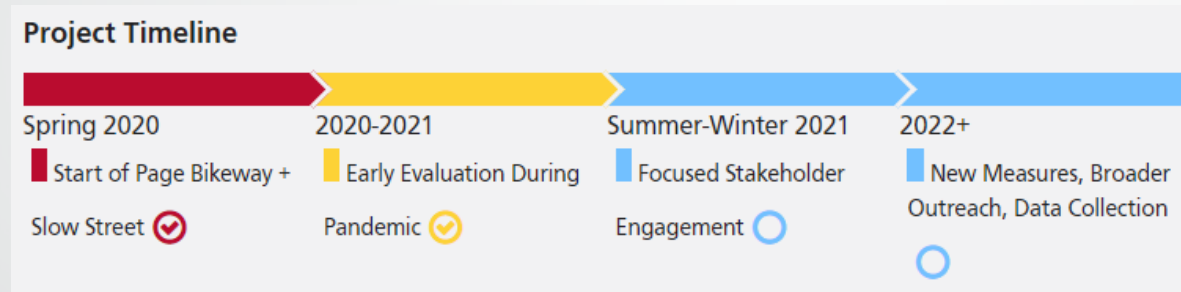 Project Timeline
Spring 2020
Start of Page Bikeway +
Slow Street
2020-2021
Early Evaluation During
Pandemic
Summer-Winter 2021
Focused Stakeholder
Engagement
2022+
New Measures, Broader
Outreach, Data Collection